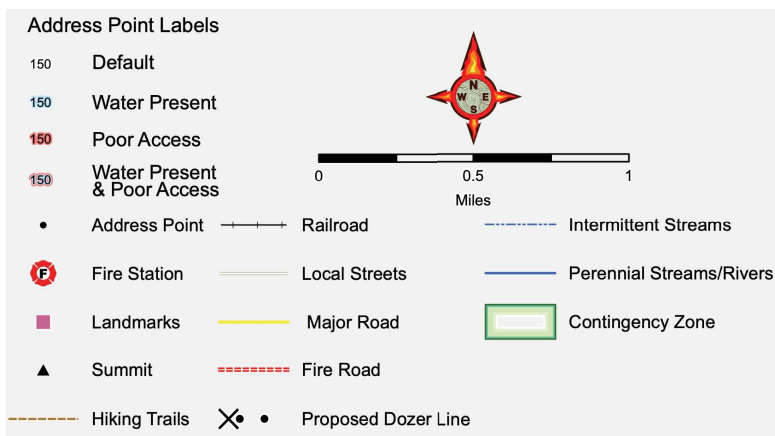 Address Point Labels
150 Default
150 Water Present
150 Poor Access
150 Water Present
& Poor Access
N
W E
S
0 0.5 1
Miles
Address Point
Railroad
Intermittent Streams
F Fire Station
Local Streets
Perennial Streams/Rivers
Landmarks
Major Road
Contingency Zone
Summit
Fire Road
Hiking Trails
Proposed Dozer Line